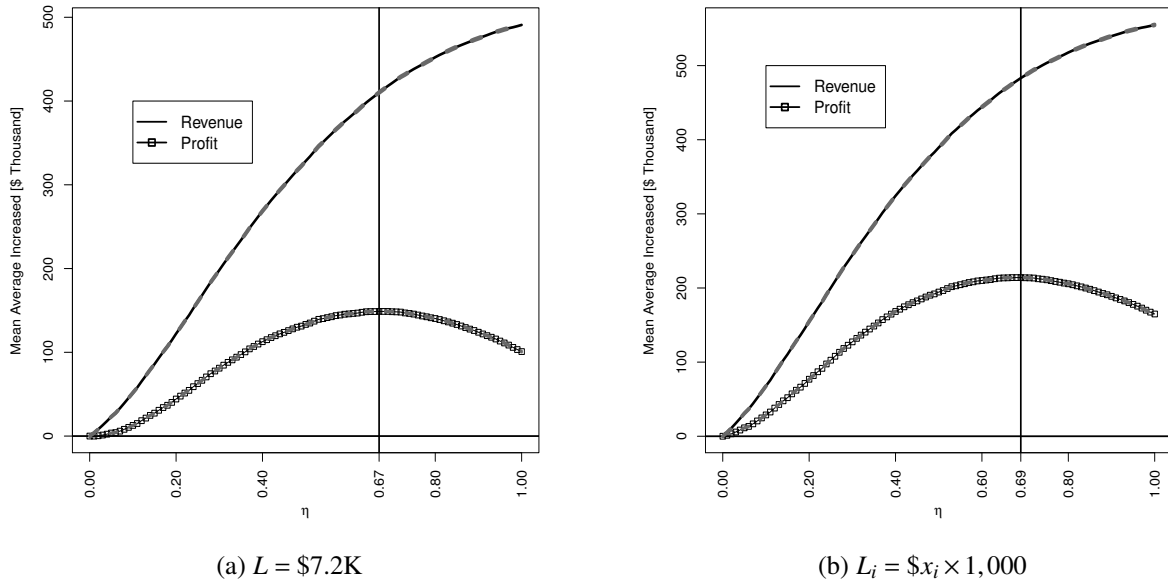 Mean Average Increased [$ Thousand]
500
400
300
200
100
0
Revenue
Profit
0.00
0.20
0.40
0.67
0.80
1.00
η
(a) L = $7.2K
Mean Average Increased [$ Thousand]
500
400
300
200
100
0
Revenue
Profit
0.00
0.20
0.40
0.69
0.80
1.00
η
(b) Lᵢ = $xᵢ × 1,000